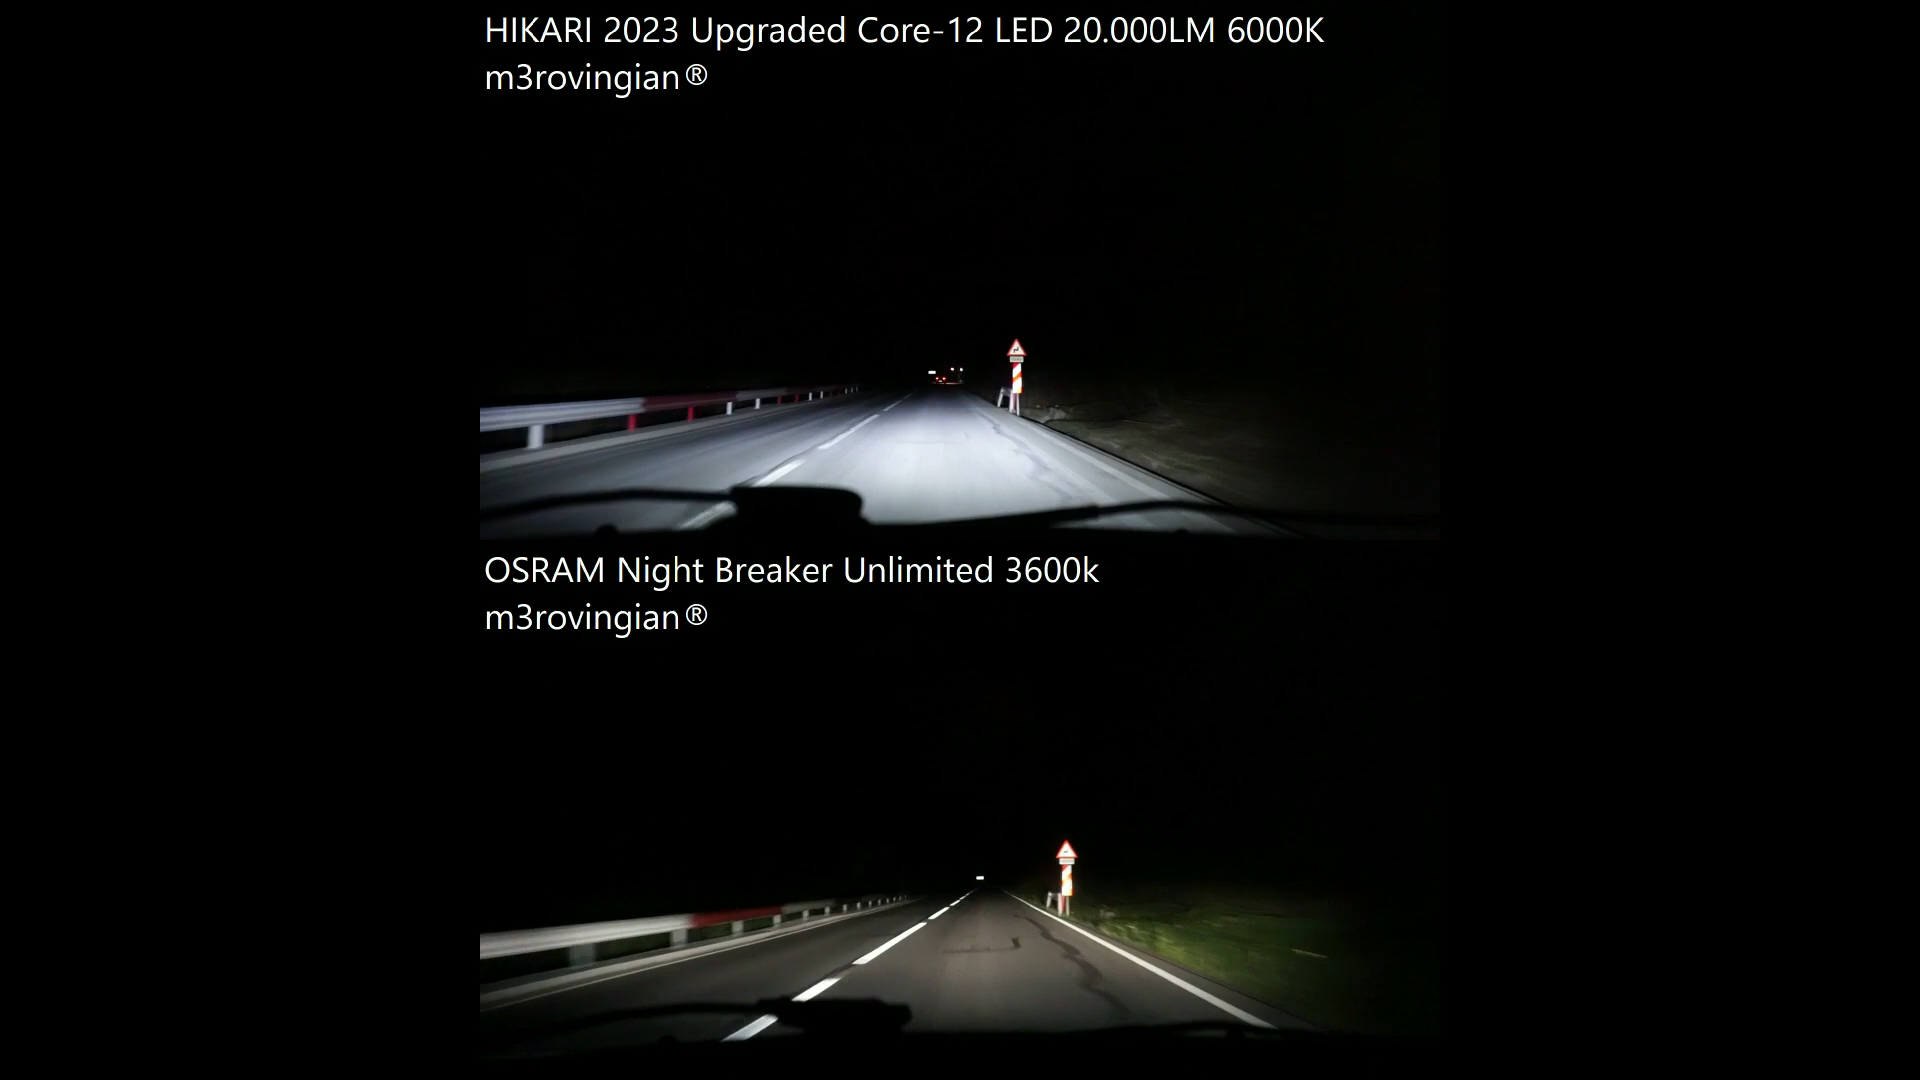 HIKARI 2023 Upgraded Core-12 LED 20.000LM 6000K
m3rovingian®
OSRAM Night Breaker Unlimited 3600k
m3rovingian®